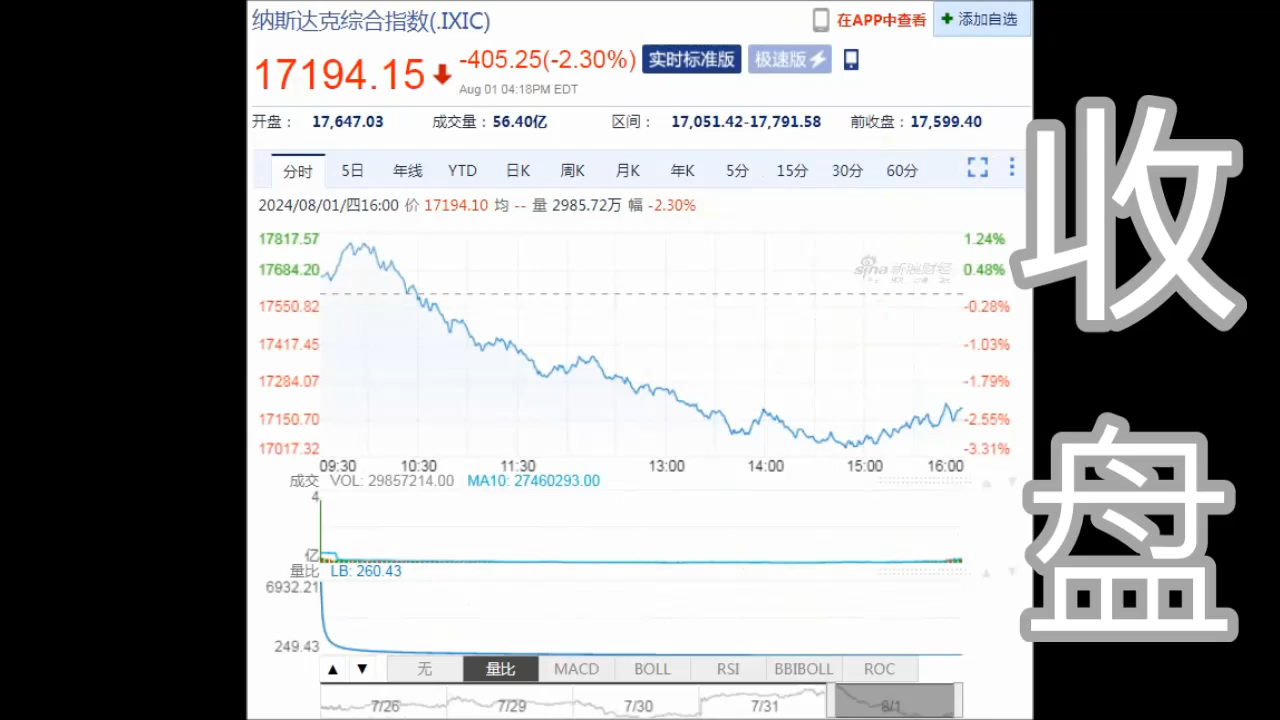 纳斯达克综合指数(.IXIC)
在APP中查看
添加自选
17194.15
-405.25(-2.30%)
实时标准版
极速版
Aug 01 04:18PM EDT
开盘： 17,647.03 成交量：56.40亿 区间： 17,051.42-17,791.58 前收盘：17,599.40
分时 5日 年线 YTD 日K 周K 月K 年K 5分 15分 30分 60分
2024/08/01/四16:00 价 17194.10 均 -- 量 2985.72万 幅 -2.30%
17817.57 1.24%
sina 新浪财经
17684.20 0.48%
17550.82 -0.28%
17417.45 -1.03%
17284.07 -1.79%
17150.70 -2.55%
17017.32 -3.31%
09:30 10:30 11:30 13:00 14:00 15:00 16:00
成交 VOL: 29857214.00 MA10: 27460293.00
4
亿
量比 LB: 260.43
6932.21
249.43
▲ ▼ 无 量比 MACD BOLL RSI BBIBOLL ROC
7/26 7/29 7/30 7/31 8/1
收
盘